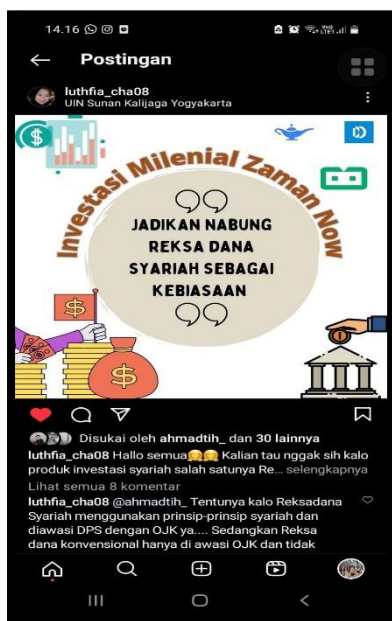 14.16
Postingan
luthfia_cha08
UIN Sunan Kalijaga Yogyakarta
Investasi Milenial Zaman Now
JADIKAN NABUNG
REKSA DANA
SYARIAH SEBAGAI
KEBIASAAN
Disukai oleh ahmadtih_ dan 30 lainnya
luthfia_cha08 Hallo semua🤗🤗 Kalian tau nggak sih kalo
produk investasi syariah salah satunya Re... selengkapnya
Lihat semua 8 komentar
luthfia_cha08 @ahmadtih_ Tentunya kalo Reksadana
Syariah menggunakan prinsip-prinsip syariah dan
diawasi DPS dengan OJK ya.... Sedangkan Reksa
dana konvensional hanya di awasi OJK dan tidak